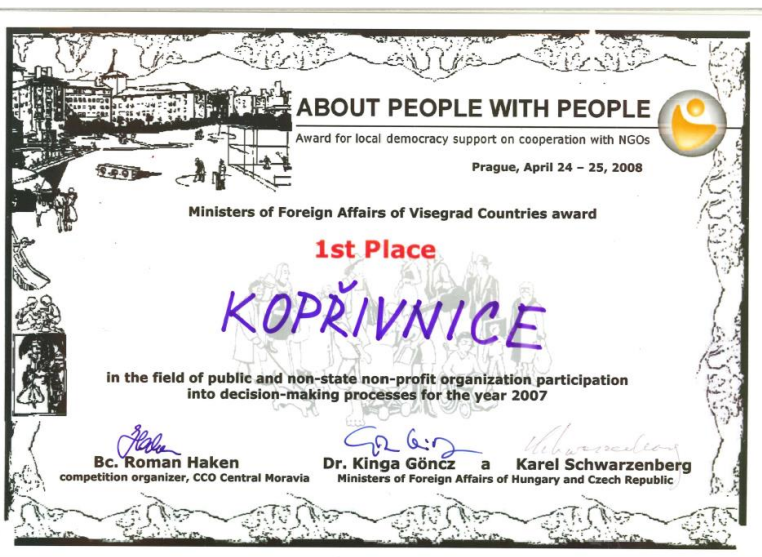 ABOUT PEOPLE WITH PEOPLE
Award for local democracy support on cooperation with NGOs
Prague, April 24 – 25, 2008
Ministers of Foreign Affairs of Visegrad Countries award
1st Place
KOPŘIVNICE
in the field of public and non-state non-profit organization participation
into decision-making processes for the year 2007
Bc. Roman Haken
competition organizer, CCO Central Moravia
Dr. Kinga Göncz a Karel Schwarzenberg
Ministers of Foreign Affairs of Hungary and Czech Republic